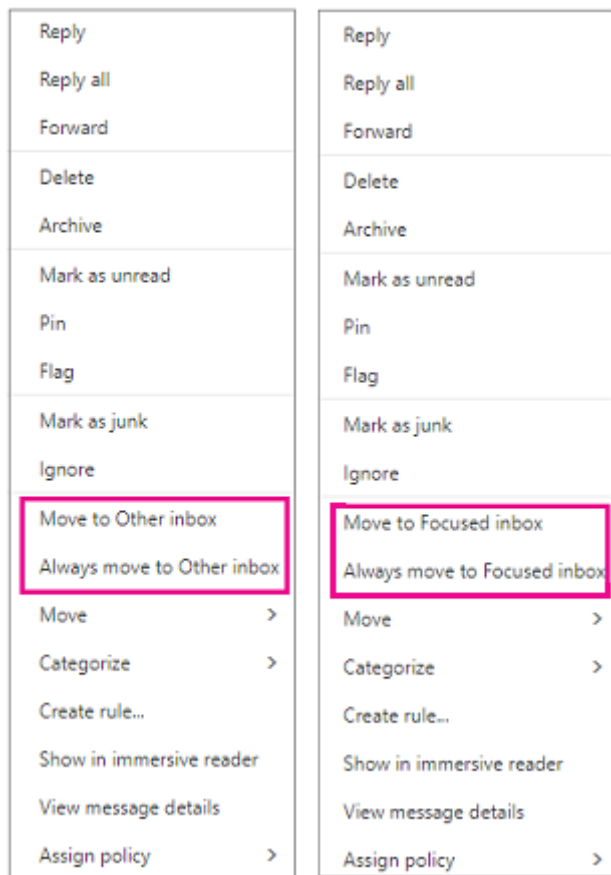 Reply
Reply all
Forward
Delete
Archive
Mark as unread
Pin
Flag
Mark as junk
Ignore
Move to Other inbox
Always move to Other inbox
Move >
Categorize >
Create rule...
Show in immersive reader
View message details
Assign policy >
Reply
Reply all
Forward
Delete
Archive
Mark as unread
Pin
Flag
Mark as junk
Ignore
Move to Focused inbox
Always move to Focused inbox
Move >
Categorize >
Create rule...
Show in immersive reader
View message details
Assign policy >